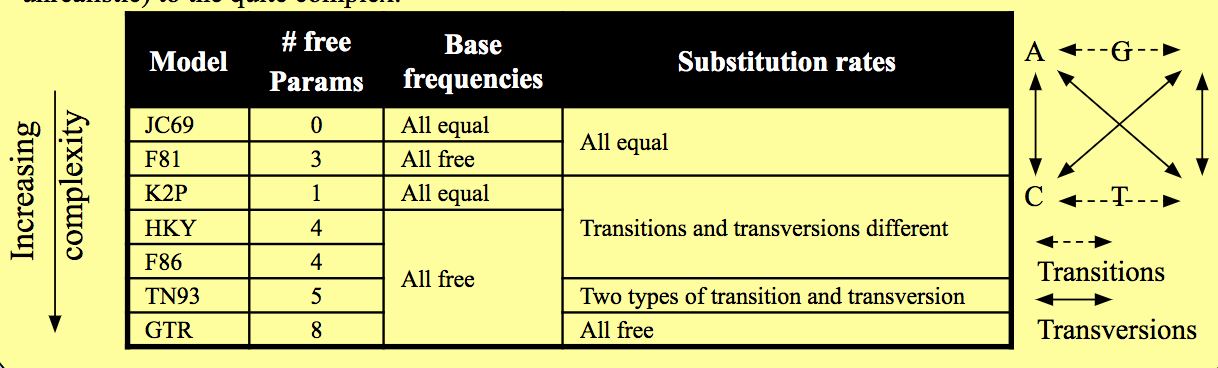 unrealistic) to the quite complex.
Model # free Params Base frequencies Substitution rates
JC69 0 All equal All equal
F81 3 All free
K2P 1 All equal Transitions and transversions different
HKY 4 All free
F86 4
TN93 5 Two types of transition and transversion
GTR 8 All free
Increasing
complexity
A G
C T
Transitions
Transversions